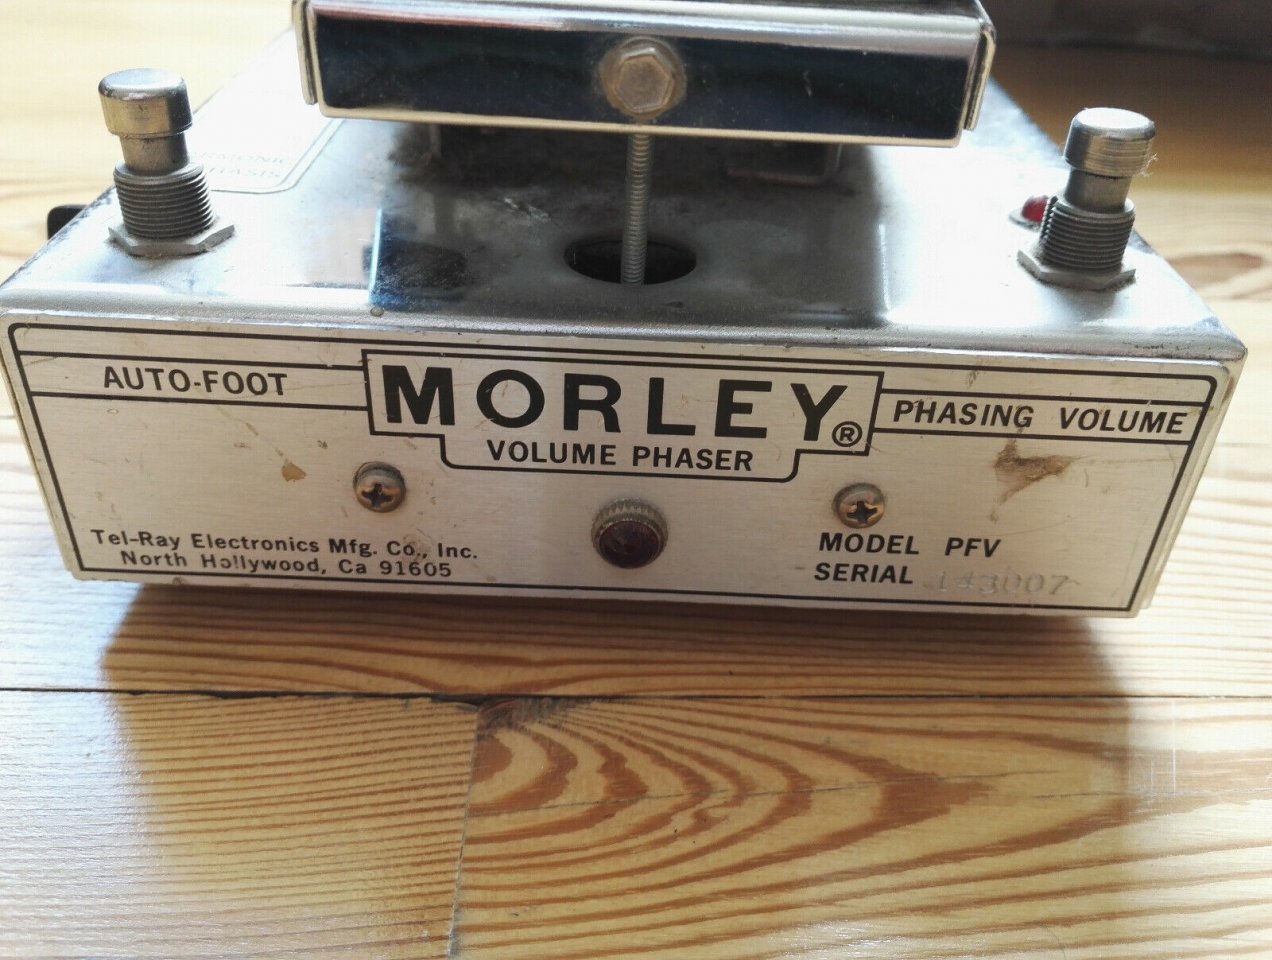 AUTO-FOOT
MORLEY®
VOLUME PHASER
PHASING VOLUME
Tel-Ray Electronics Mfg. Co., Inc.
North Hollywood, Ca 91605
MODEL PFV
SERIAL 143007